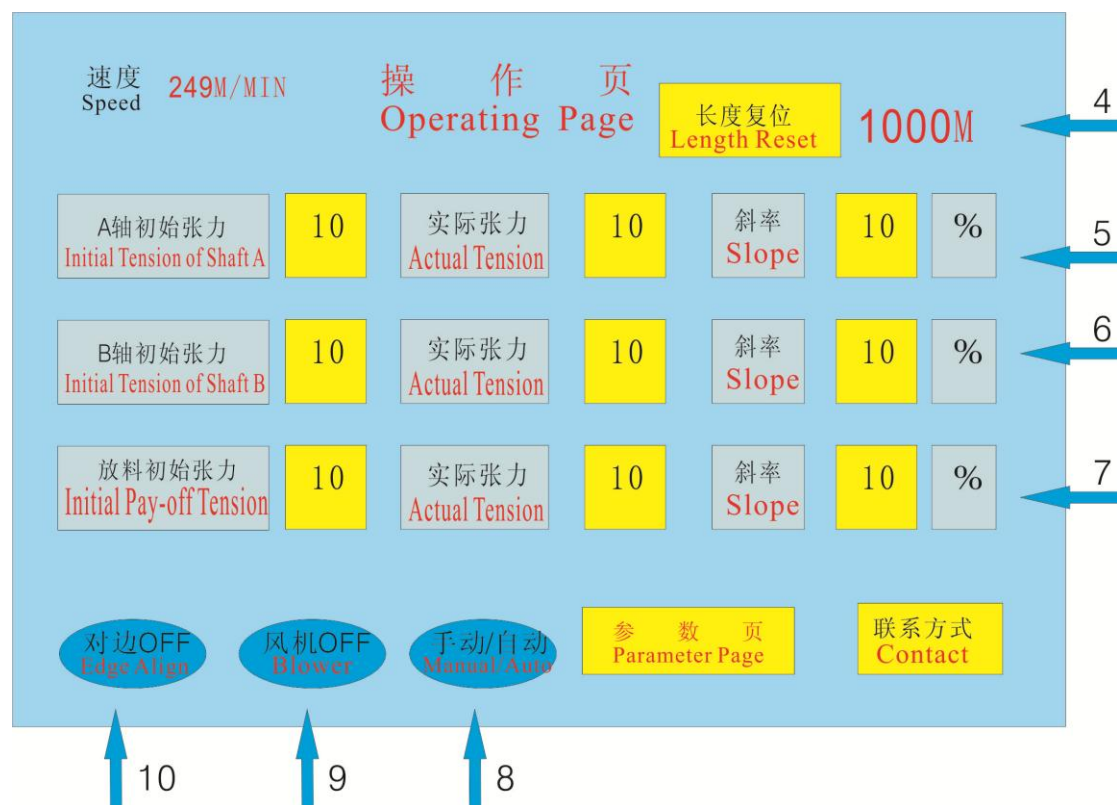 速度
Speed
249M/MIN
操 作 页
Operating Page
长度复位
Length Reset
1000M
4
A轴初始张力
Initial Tension of Shaft A
10
实际张力
Actual Tension
10
斜率
Slope
10
%
5
B轴初始张力
Initial Tension of Shaft B
10
实际张力
Actual Tension
10
斜率
Slope
10
%
6
放料初始张力
Initial Pay-off Tension
10
实际张力
Actual Tension
10
斜率
Slope
10
%
7
对边OFF
Edge Align
风机OFF
Blower
手动/自动
Manual/Auto
参 数 页
Parameter Page
联系方式
Contact
10
9
8